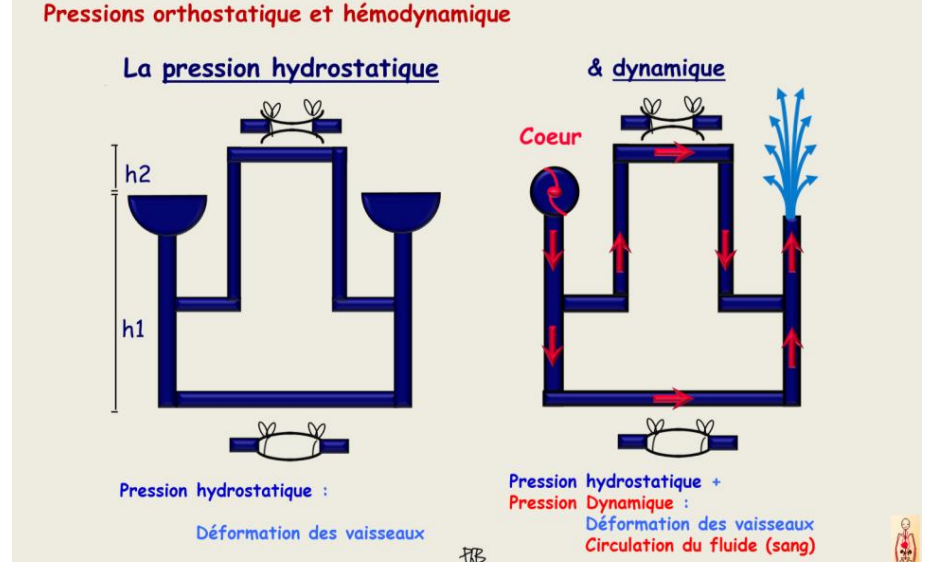 Pressions orthostatique et hémodynamique
La pression hydrostatique
& dynamique
Coeur
h2
h1
Pression hydrostatique :
Déformation des vaisseaux
Pression hydrostatique +
Pression Dynamique :
Déformation des vaisseaux
Circulation du fluide (sang)